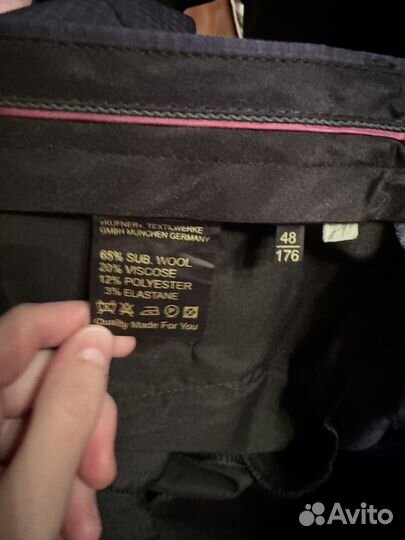 «KUFNER», TEXTILWERKE
GMBH MUNCHEN GERMANY
65% SUB. WOOL
20% VISCOSE
12% POLYESTER
3% ELASTANE
Quality Made For You
48
176
Avito